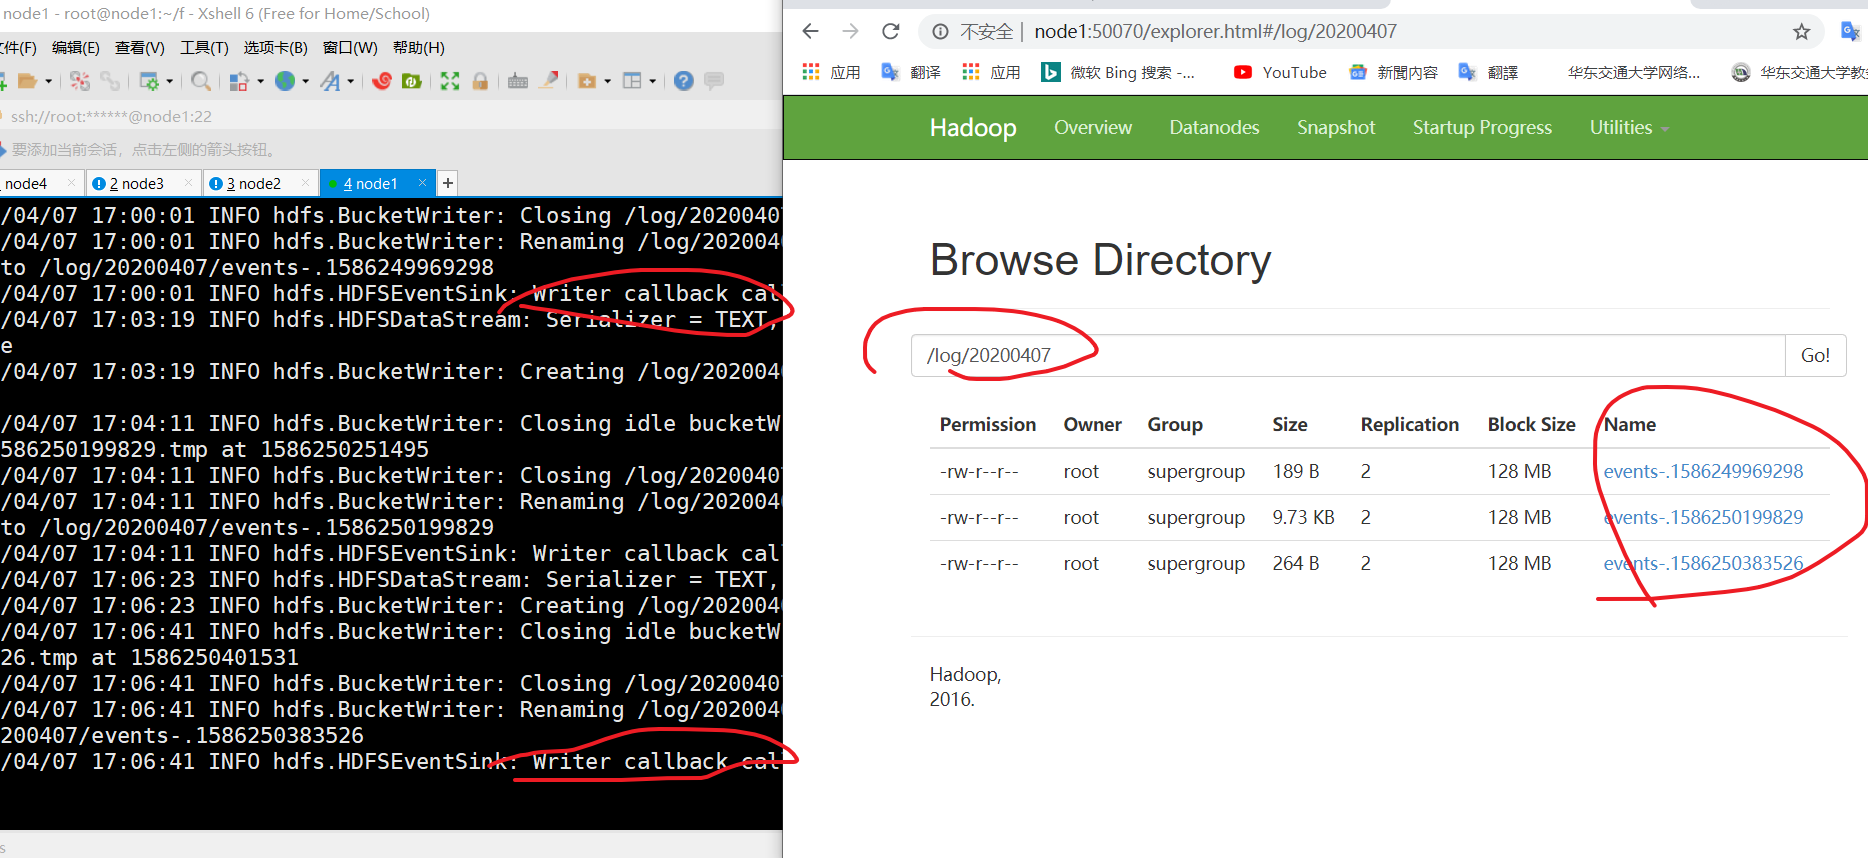 node1 - root@node1:~/f - Xshell 6 (Free for Home/School)
文件(F) 编辑(E) 查看(V) 工具(T) 选项卡(B) 窗口(W) 帮助(H)
ssh://root:******@node1:22
要添加当前会话，点击左侧的箭头按钮。
node4 × 2 node3 × 3 node2 × 4 node1 × +
/04/07 17:00:01 INFO hdfs.BucketWriter: Closing /log/2020040
/04/07 17:00:01 INFO hdfs.BucketWriter: Renaming /log/202004
to /log/20200407/events-.1586249969298
/04/07 17:00:01 INFO hdfs.HDFSEventSink: Writer callback cal
/04/07 17:03:19 INFO hdfs.HDFSDataStream: Serializer = TEXT,
e
/04/07 17:03:19 INFO hdfs.BucketWriter: Creating /log/202004
/04/07 17:04:11 INFO hdfs.BucketWriter: Closing idle bucketW
586250199829.tmp at 1586250251495
/04/07 17:04:11 INFO hdfs.BucketWriter: Closing /log/2020040
/04/07 17:04:11 INFO hdfs.BucketWriter: Renaming /log/202004
to /log/20200407/events-.1586250199829
/04/07 17:04:11 INFO hdfs.HDFSEventSink: Writer callback cal
/04/07 17:06:23 INFO hdfs.HDFSDataStream: Serializer = TEXT,
/04/07 17:06:23 INFO hdfs.BucketWriter: Creating /log/202004
/04/07 17:06:41 INFO hdfs.BucketWriter: Closing idle bucketW
26.tmp at 1586250401531
/04/07 17:06:41 INFO hdfs.BucketWriter: Closing /log/2020040
/04/07 17:06:41 INFO hdfs.BucketWriter: Renaming /log/202004
200407/events-.1586250383526
/04/07 17:06:41 INFO hdfs.HDFSEventSink: Writer callback cal
s
不安全 | node1:50070/explorer.html#/log/20200407
应用 翻译 应用 微软 Bing 搜索 -... YouTube 新聞內容 翻譯 华东交通大学网络... 华东交通大学教
Hadoop Overview Datanodes Snapshot Startup Progress Utilities
Browse Directory
/log/20200407 Go!
Permission Owner Group Size Replication Block Size Name
-rw-r--r-- root supergroup 189 B 2 128 MB events-.1586249969298
-rw-r--r-- root supergroup 9.73 KB 2 128 MB events-.1586250199829
-rw-r--r-- root supergroup 264 B 2 128 MB events-.1586250383526
Hadoop,
2016.